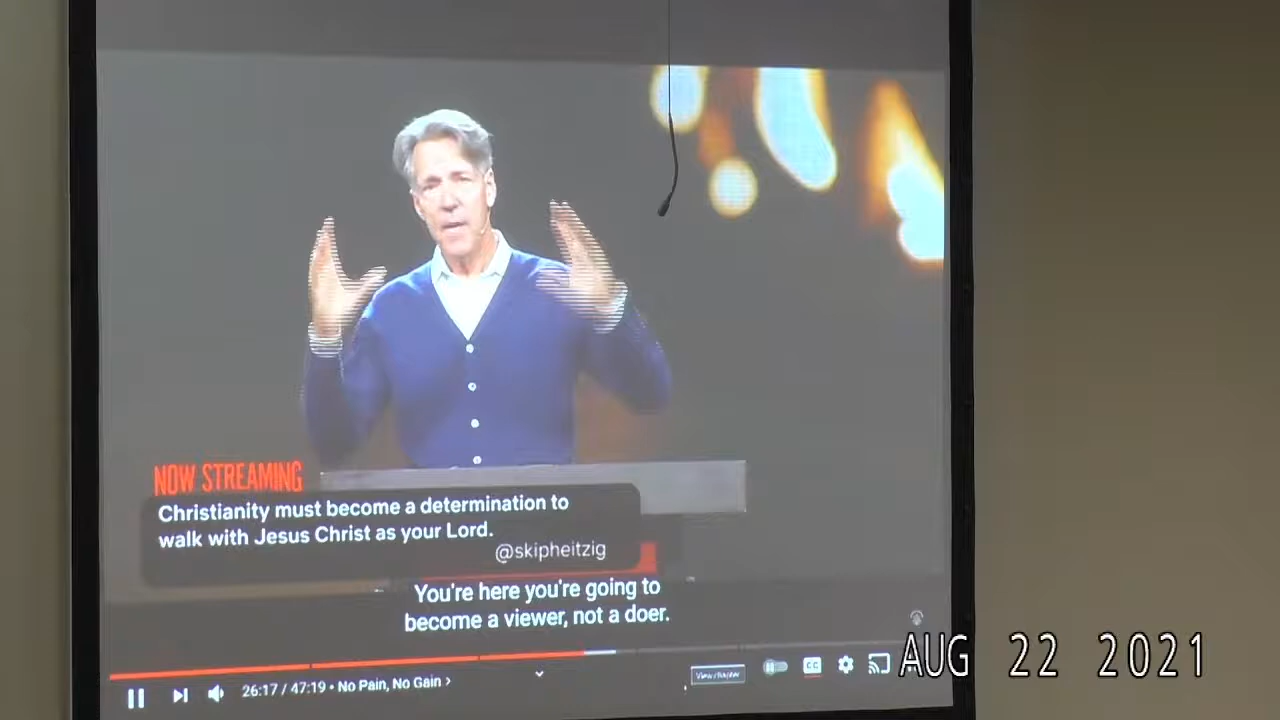 NOW STREAMING
Christianity must become a determination to
walk with Jesus Christ as your Lord.
@skipheitzig
You're here you're going to
become a viewer, not a doer.
26:17 / 47:19 • No Pain, No Gain ›
CC
AUG 22 2021